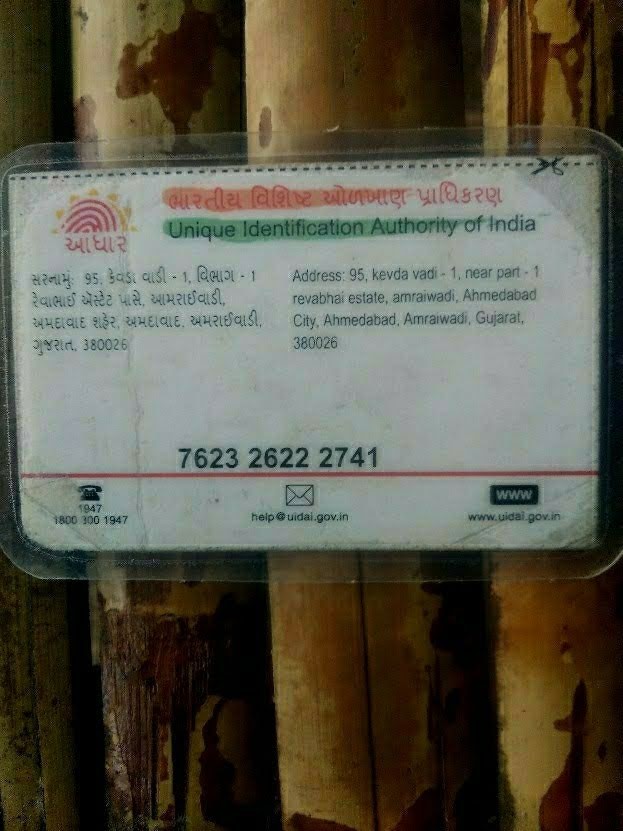 ભારતીય વિશિષ્ટ ઓળખાણ પ્રાધિકરણ
Unique Identification Authority of India
આધાર
સરનામું: 95, કેવડા વાડી - 1, વિભાગ - 1
રેવાભાઈ એસ્ટેટ પાસે, આમરાઈવાડી,
અમદાવાદ શહેર, અમદાવાદ, અમરાઈવાડી,
ગુજરાત, 380026
Address: 95, kevda vadi - 1, near part - 1
revabhai estate, amraiwadi, Ahmedabad
City, Ahmedabad, Amraiwadi, Gujarat,
380026
7623 2622 2741
1947
1800 300 1947
help@uidai.gov.in
WWW
www.uidai.gov.in